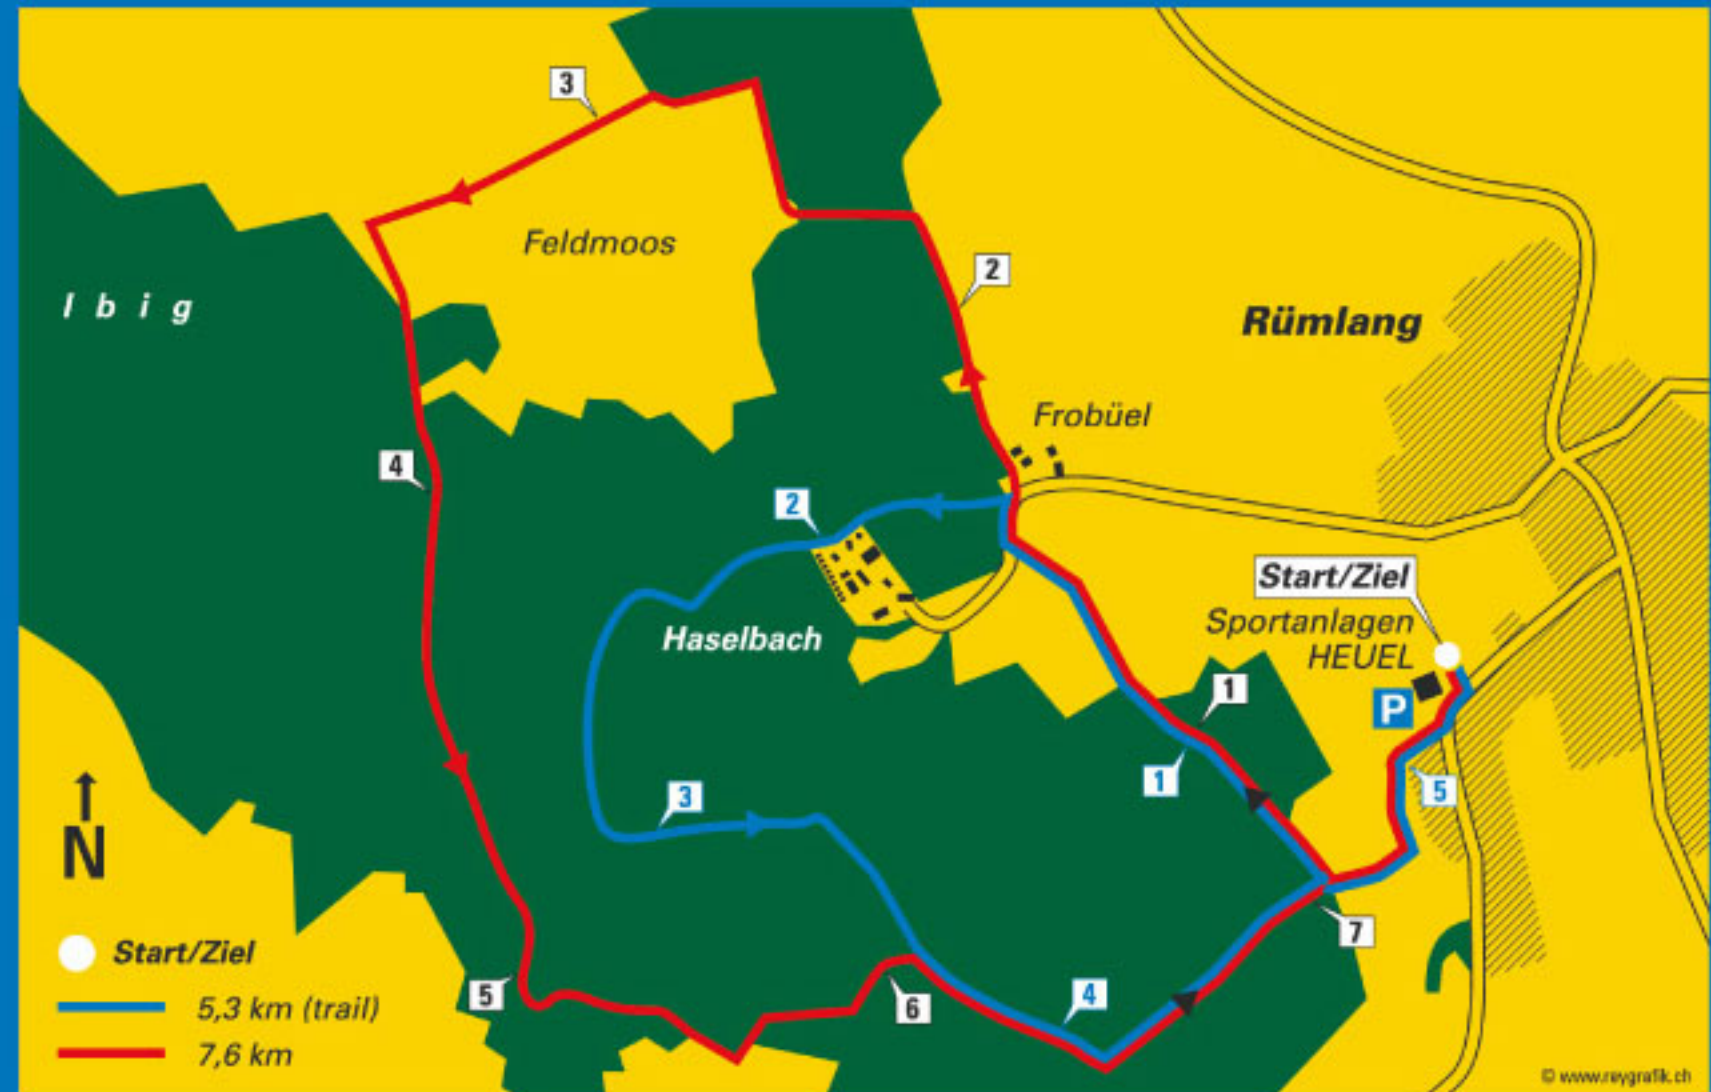 3
Feldmoos
2
I b i g
Rümlang
Frobüel
4
2
Start/Ziel
Sportanlagen
HEUEL
Haselbach
1
P
1
5
3
N
7
Start/Ziel
5
6
4
5,3 km (trail)
7,6 km
© www.reygrafik.ch